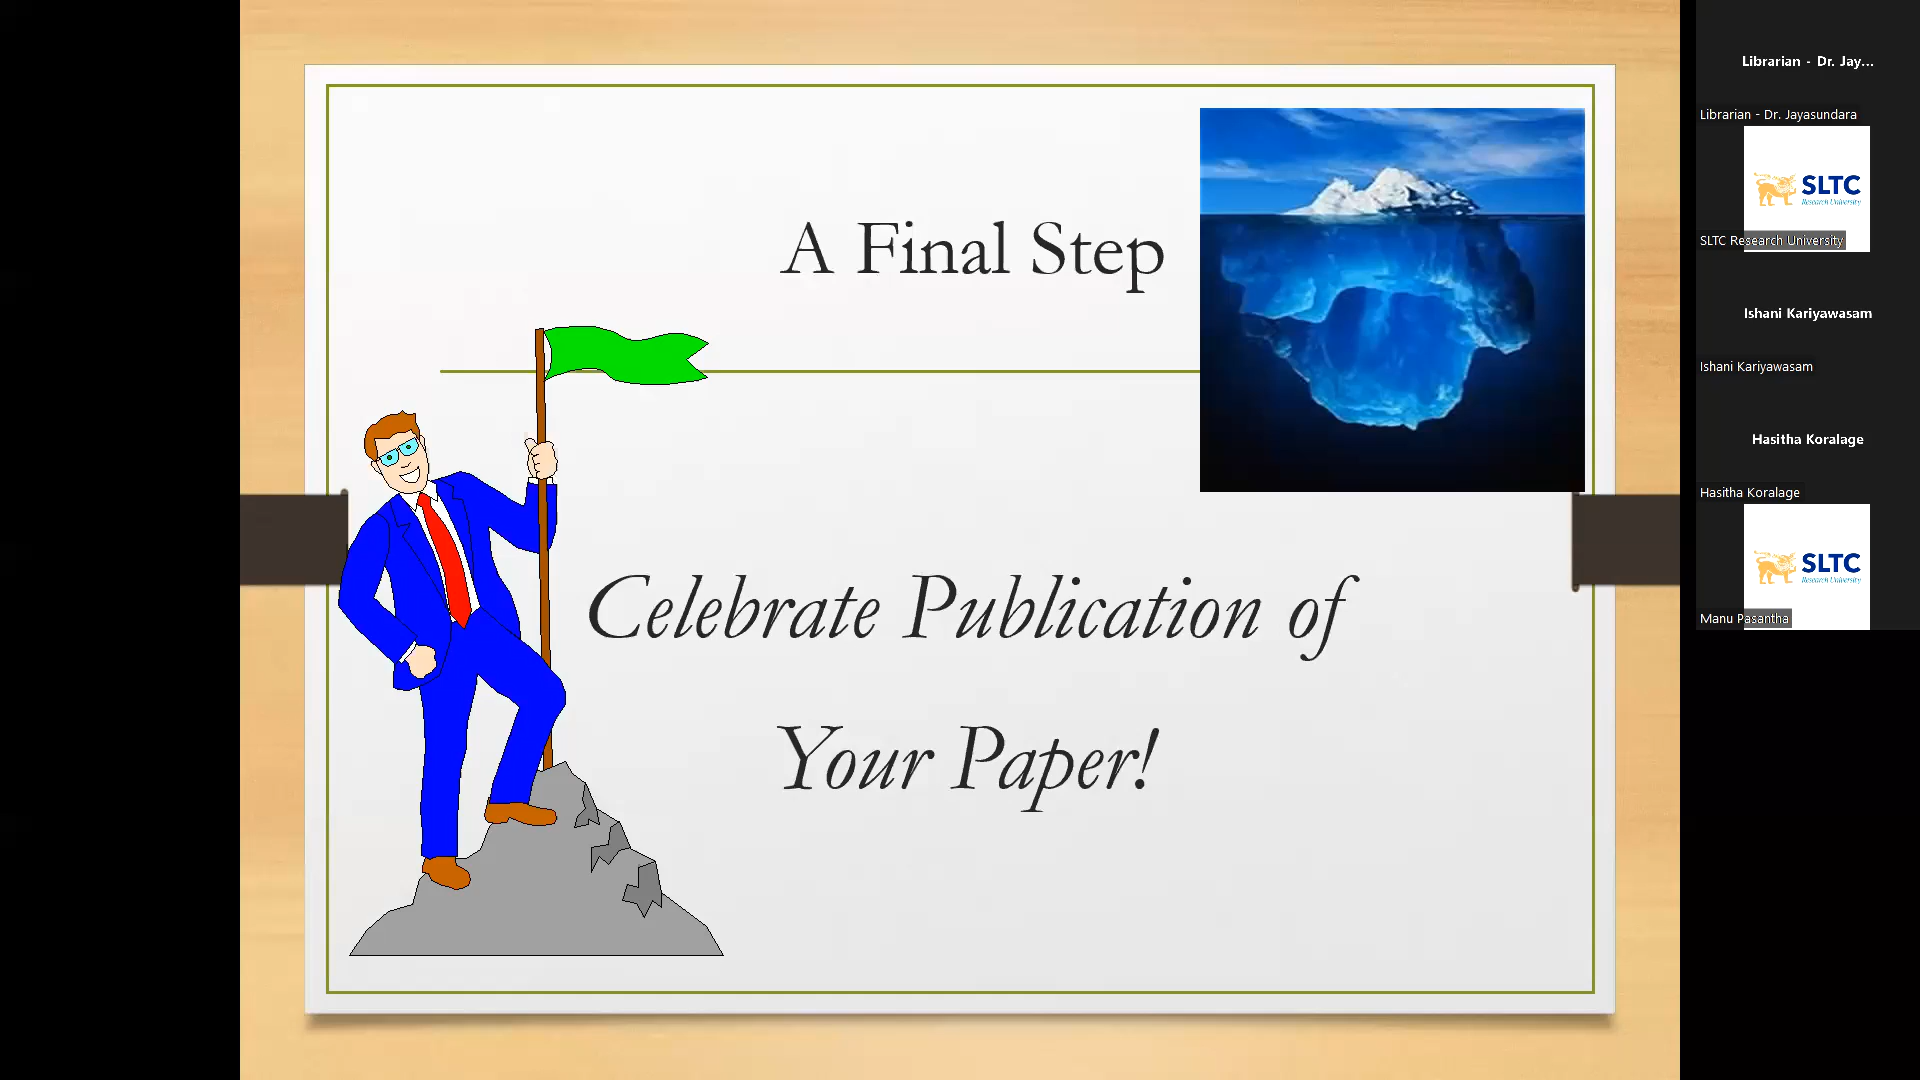 A Final Step
Celebrate Publication of
Your Paper!
Librarian - Dr. Jay...
Librarian - Dr. Jayasundara
SLTC
Research University
SLTC Research University
Ishani Kariyawasam
Ishani Kariyawasam
Hasitha Koralage
Hasitha Koralage
SLTC
Research University
Manu Pasantha